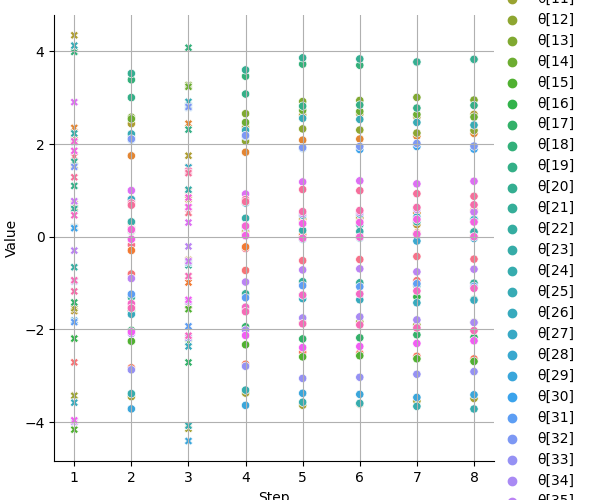 4
2
0
−2
−4
Value
1
2
3
4
5
6
7
8
Step
θ[11]
θ[12]
θ[13]
θ[14]
θ[15]
θ[16]
θ[17]
θ[18]
θ[19]
θ[20]
θ[21]
θ[22]
θ[23]
θ[24]
θ[25]
θ[26]
θ[27]
θ[28]
θ[29]
θ[30]
θ[31]
θ[32]
θ[33]
θ[34]
θ[35]